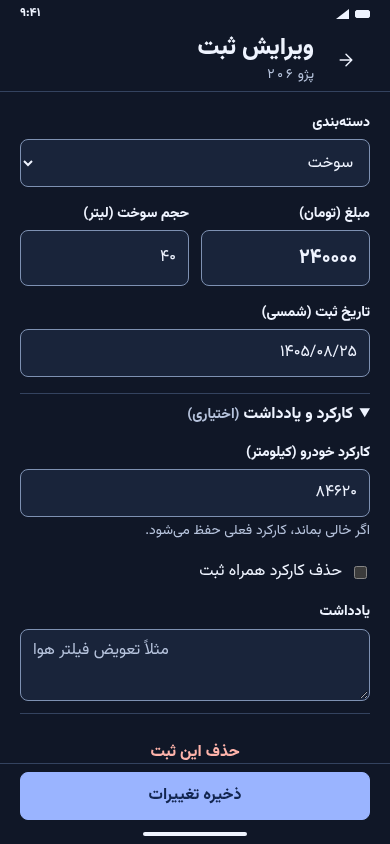 ۹:۴۱
ویرایش ثبت
پژو ۲۰۶
دسته‌بندی
سوخت
مبلغ (تومان)
حجم سوخت (لیتر)
۲۴۰۰۰۰
۴۰
تاریخ ثبت (شمسی)
۱۴۰۵/۰۸/۲۵
کارکرد و یادداشت (اختیاری)
کارکرد خودرو (کیلومتر)
۸۴۶۲۰
اگر خالی بماند، کارکرد فعلی حفظ می‌شود.
حذف کارکرد همراه ثبت
یادداشت
مثلاً تعویض فیلتر هوا
حذف این ثبت
ذخیره تغییرات